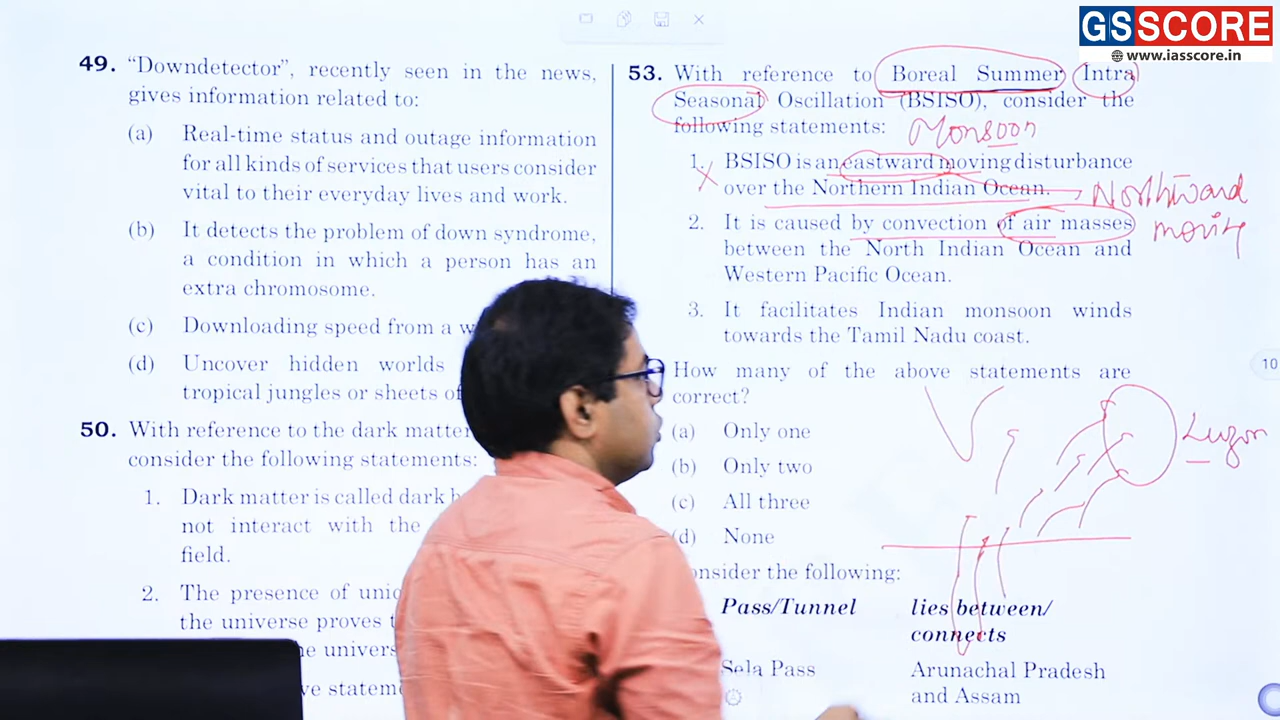 GSSCORE
www.iasscore.in
49. “Downdetector”, recently seen in the news,
gives information related to:
(a) Real-time status and outage information
for all kinds of services that users consider
vital to their everyday lives and work.
(b) It detects the problem of down syndrome,
a condition in which a person has an
extra chromosome.
(c) Downloading speed from a
(d) Uncover hidden worlds
tropical jungles or sheets of
50. With reference to the dark matter
consider the following statements:
1. Dark matter is called dark
not interact with the
field.
2. The presence of
the universe proves
univers
statem
53. With reference to Boreal Summer Intra
Seasonal Oscillation (BSISO), consider the
following statements:
Monsoon
1. BSISO is an eastward moving disturbance
over the Northern Indian Ocean.
Northward
moving
2. It is caused by convection of air masses
between the North Indian Ocean and
Western Pacific Ocean.
3. It facilitates Indian monsoon winds
towards the Tamil Nadu coast.
How many of the above statements are
correct?
(a) Only one
(b) Only two
(c) All three
(d) None
Luzon
onsider the following:
Pass/Tunnel lies between/
connects
Sela Pass Arunachal Pradesh
and Assam
10